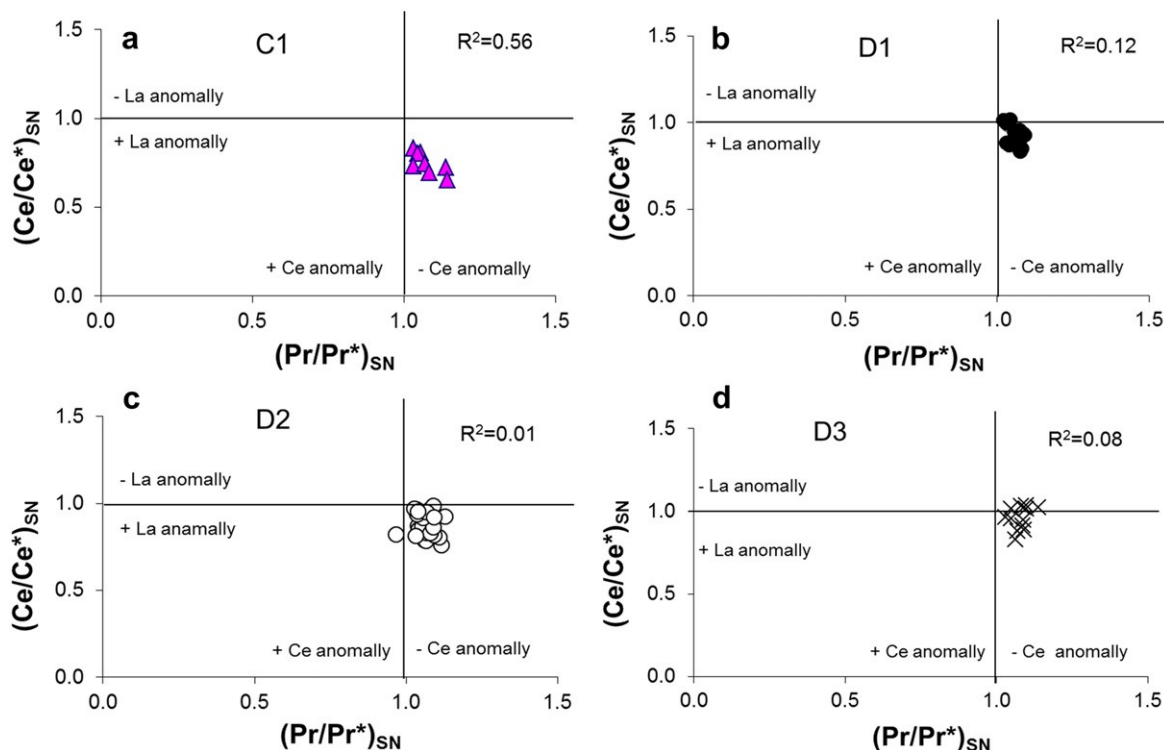 a
C1
R²=0.56
- La anomally
+ La anomally
+ Ce anomally
- Ce anomally
1.5
1.0
0.5
0.0
0.0 0.5 1.0 1.5
(Ce/Ce*)SN
(Pr/Pr*)SN
b
D1
R²=0.12
- La anomally
+ La anomally
+ Ce anomally
- Ce anomally
1.5
1.0
0.5
0.0
0.0 0.5 1.0 1.5
(Ce/Ce*)SN
(Pr/Pr*)SN
c
D2
R²=0.01
- La anomally
+ La anamally
+ Ce anomally
- Ce anomally
1.5
1.0
0.5
0.0
0.0 0.5 1.0 1.5
(Ce/Ce*)SN
(Pr/Pr*)SN
d
D3
R²=0.08
- La anomally
+ La anomally
+ Ce anomally
- Ce anomally
1.5
1.0
0.5
0.0
0.0 0.5 1.0 1.5
(Ce/Ce*)SN
(Pr/Pr*)SN